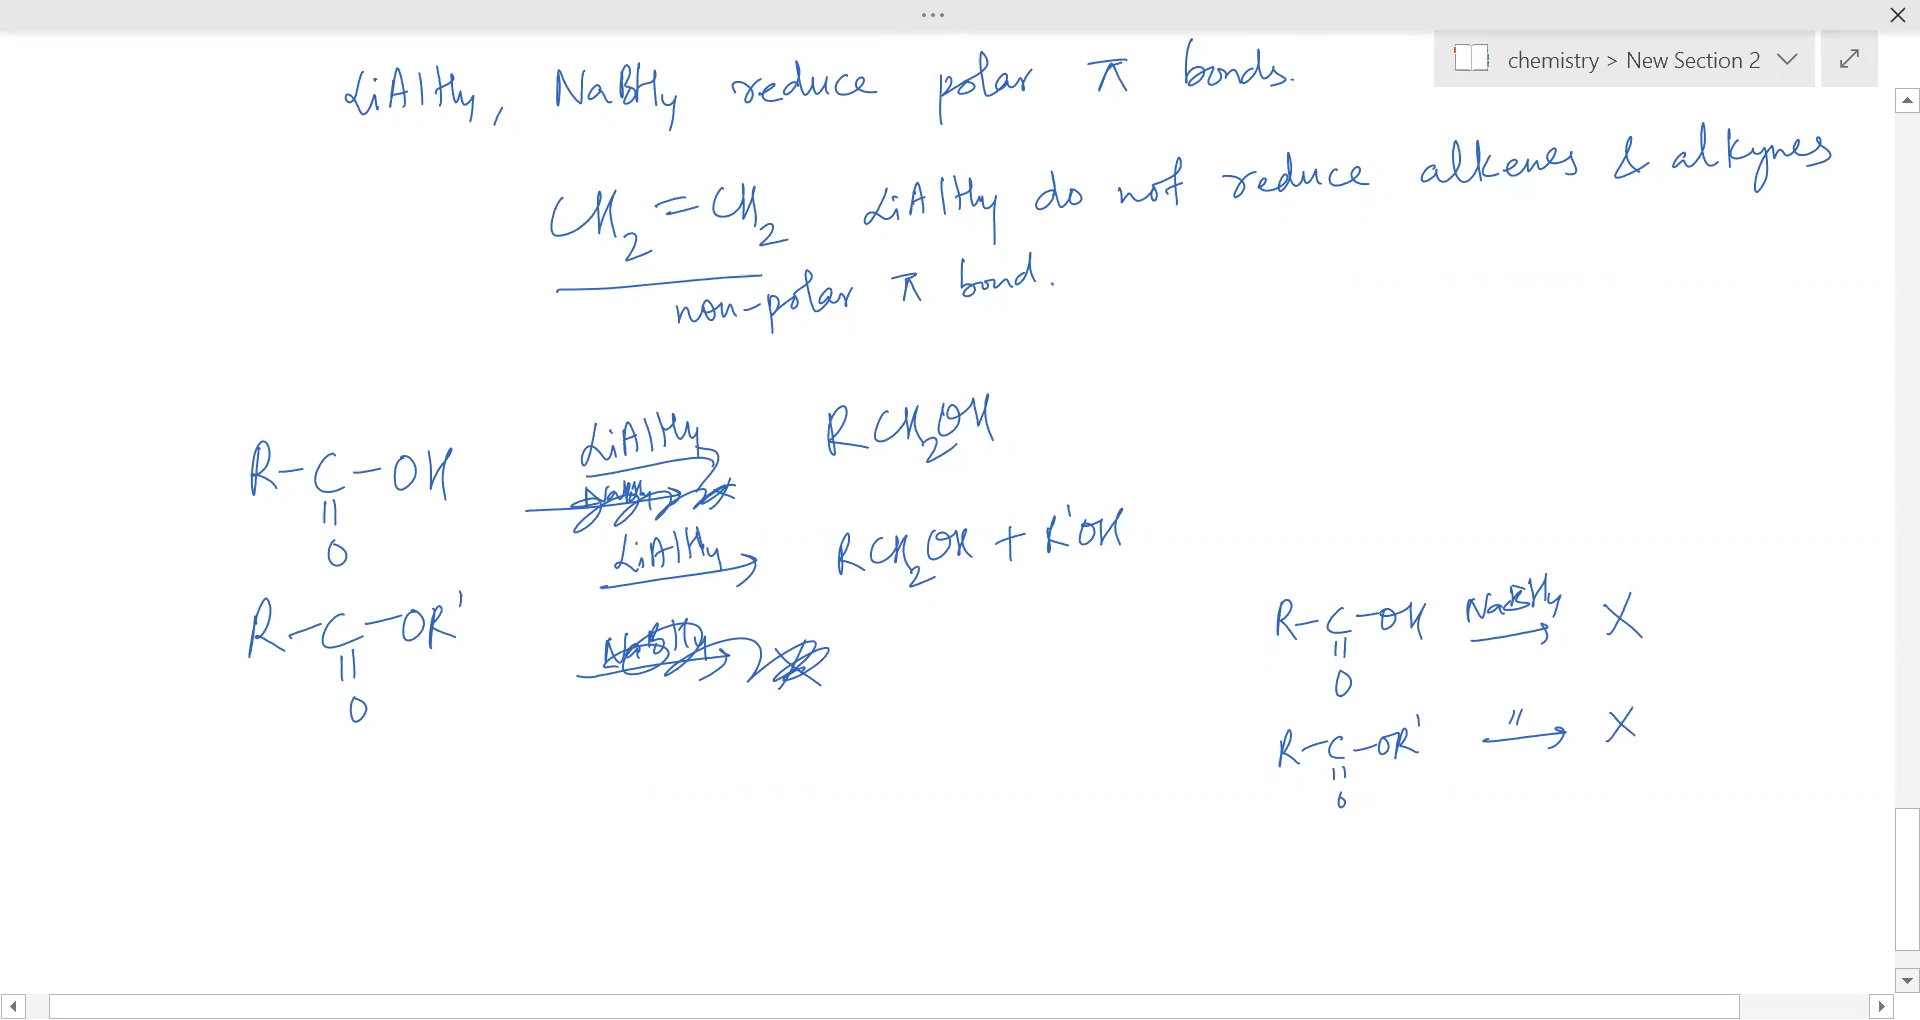 ...
chemistry > New Section 2
LiAlH4, NaBH4 reduce polar π bonds.
CH2=CH2 LiAlH4 do not reduce alkenes & alkynes
non-polar π bond.
R-C-OH LiAlH4 RCH2OH
||
O
LiAlH4 RCH2OH + R'OH
R-C-OR'
||
O
NaBH4
R-C-OH NaBH4 X
||
O
R-C-OR' " X
||
O